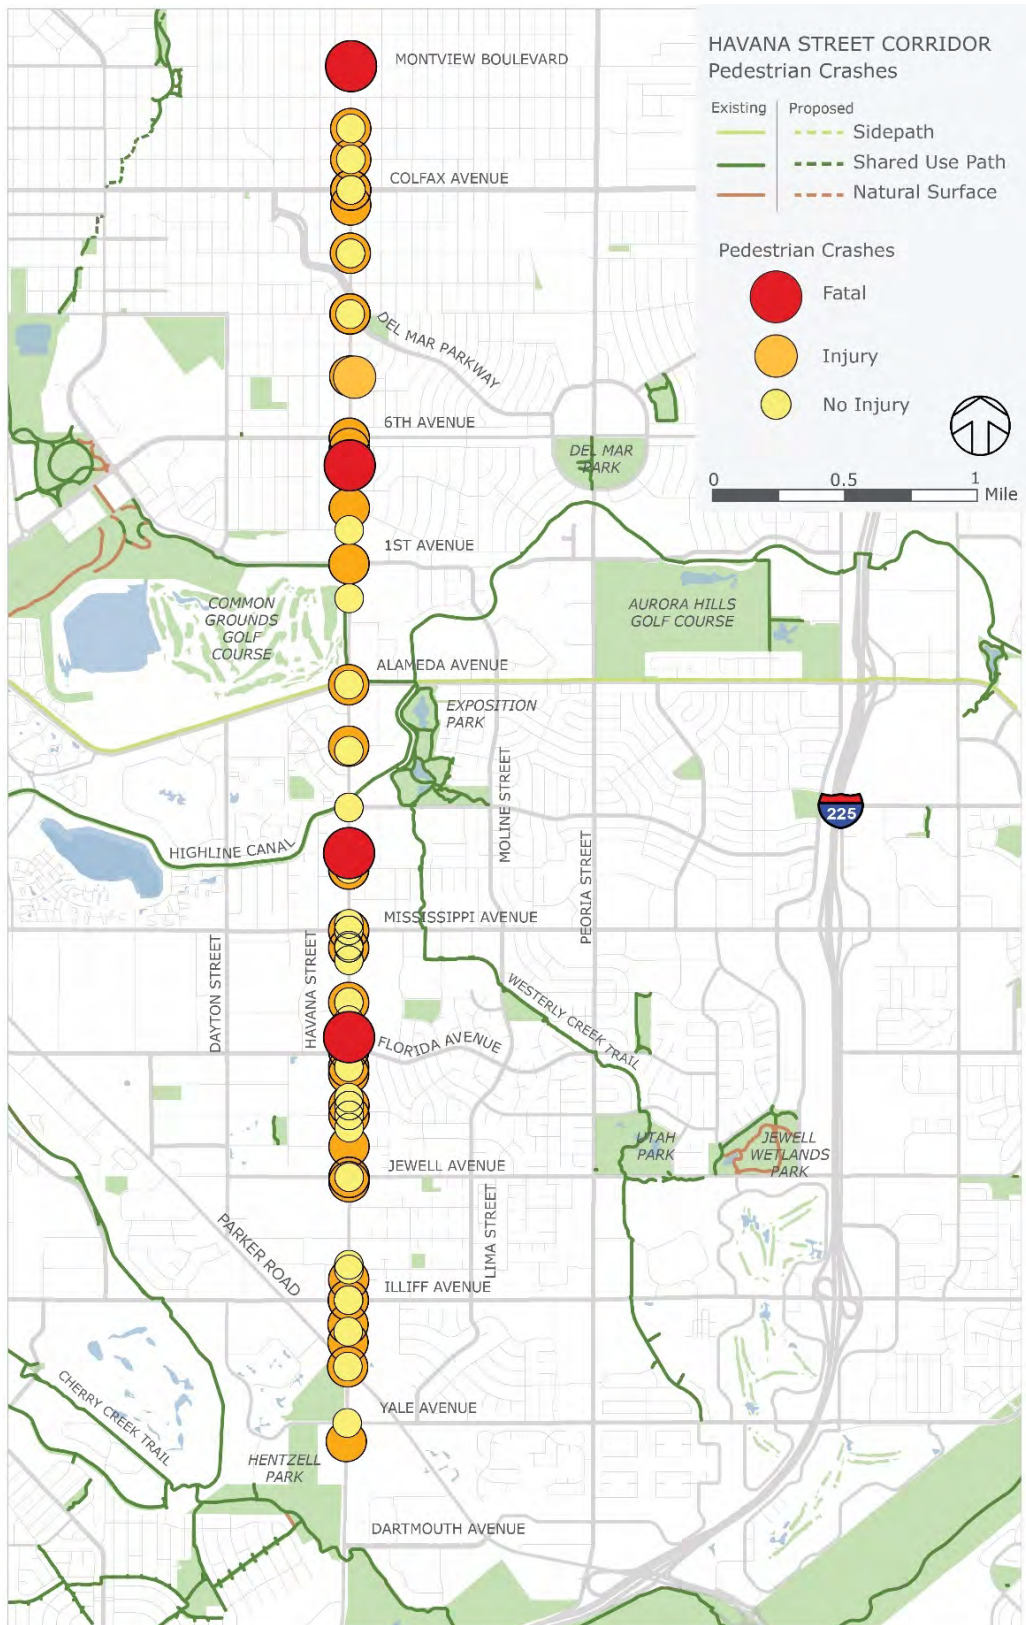 HAVANA STREET CORRIDOR
Pedestrian Crashes
Existing
Proposed
Sidepath
Shared Use Path
Natural Surface
Pedestrian Crashes
Fatal
Injury
No Injury
0
0.5
1
Mile
MONTVIEW BOULEVARD
COLFAX AVENUE
DEL MAR PARKWAY
6TH AVENUE
DEL MAR
PARK
1ST AVENUE
COMMON
GROUNDS
GOLF
COURSE
AURORA HILLS
GOLF COURSE
ALAMEDA AVENUE
EXPOSITION
PARK
MOLINE STREET
225
HIGHLINE CANAL
PEORIA STREET
MISSISSIPPI AVENUE
DAYTON STREET
HAVANA STREET
WESTERLY CREEK TRAIL
FLORIDA AVENUE
UTAH
PARK
JEWELL
WETLANDS
PARK
JEWELL AVENUE
LIMA STREET
PARKER ROAD
ILLIFF AVENUE
CHERRY CREEK TRAIL
YALE AVENUE
HENTZELL
PARK
DARTMOUTH AVENUE